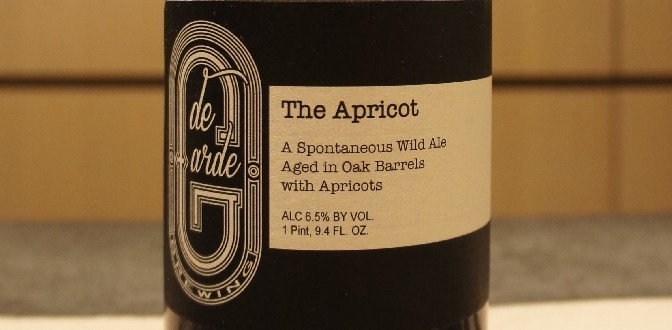 de
Garde
BREWING
The Apricot
A Spontaneous Wild Ale
Aged in Oak Barrels
with Apricots
ALC 6.5% BY VOL.
1 Pint, 9.4 FL. OZ.